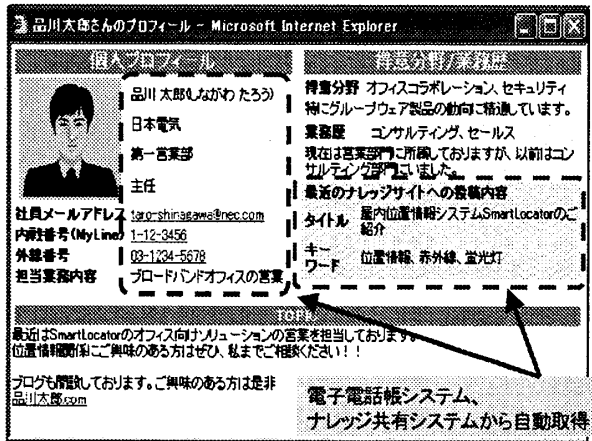 品川太郎さんのプロフィール - Microsoft Internet Explorer
個人プロフィール
品川 太郎(しながわ たろう)
日本電気
第一営業部
主任
社員メールアドレス taro-shinagawa@nec.com
内線番号(MyLine) 1-12-3456
外線番号 03-1234-5678
担当業務内容 ブロードバンドオフィスの営業
得意分野/業務歴
得意分野 オフィスコラボレーション、セキュリティ
特にグループウェア製品の動向に精通しています。
業務歴 コンサルティング、セールス
現在は営業部門に所属しておりますが、以前はコン
サルティング部門にいました。
最近のナレッジサイトへの投稿内容
タイトル 屋内位置情報システムSmartLocatorのご
紹介
キー
ワード 位置情報、赤外線、蛍光灯
TOPIC
最近はSmartLocatorのオフィス向けソリューションの営業を担当しております。
位置情報関係にご興味のある方はぜひ、私までご相談ください!!
ブログも開設しております。ご興味のある方は是非
品川太郎.com
電子電話帳システム、
ナレッジ共有システムから自動取得